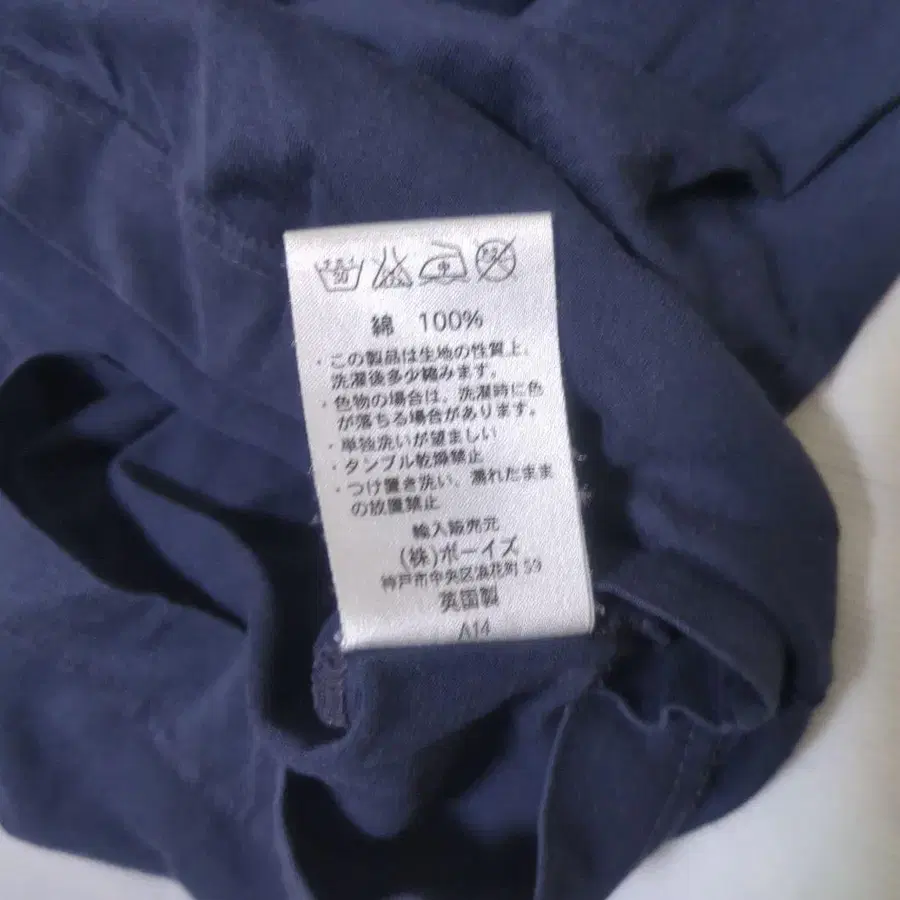 綿 100%
・この製品は生地の性質上、
洗濯後多少縮みます。
・色物の場合は、洗濯時に色
が落ちる場合があります。
・単独洗いが望ましい
・タンブル乾燥禁止
・つけ置き洗い、濡れたまま
の放置禁止
輸入販売元
(株)ボーイズ
神戸市中央区浪花町 59
英国製
A14